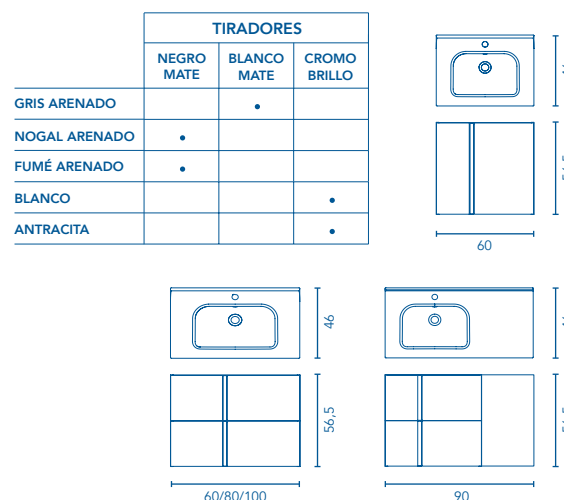 TIRADORES
NEGRO MATE
BLANCO MATE
CROMO BRILLO
GRIS ARENADO
•
NOGAL ARENADO
•
FUMÉ ARENADO
•
BLANCO
•
ANTRACITA
•
60
46
56,5
60/80/100
90